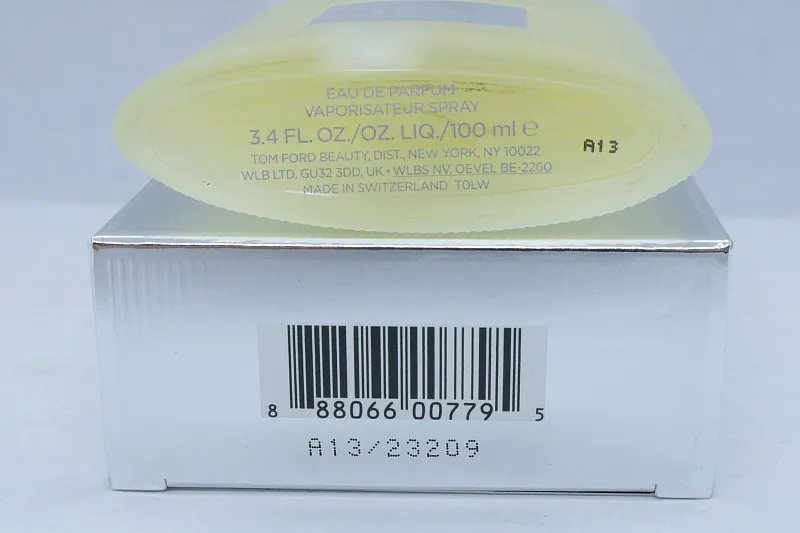 EAU DE PARFUM
VAPORISATEUR SPRAY
3.4 FL. OZ./OZ. LIQ./100 ml ℮
TOM FORD BEAUTY, DIST., NEW YORK, NY 10022
WLB LTD, GU32 3DD, UK • WLBS NV, OEVEL BE-2260
MADE IN SWITZERLAND T0LW
A13
8 88066 00779 5
A13/23209